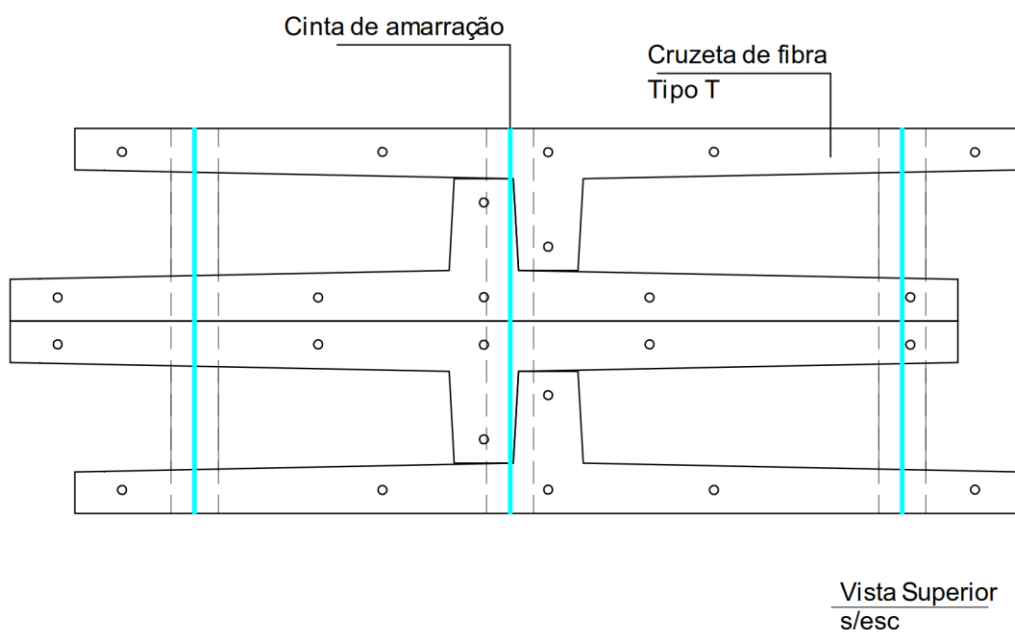 Cinta de amarração
Cruzeta de fibra
Tipo T
Vista Superior
s/esc